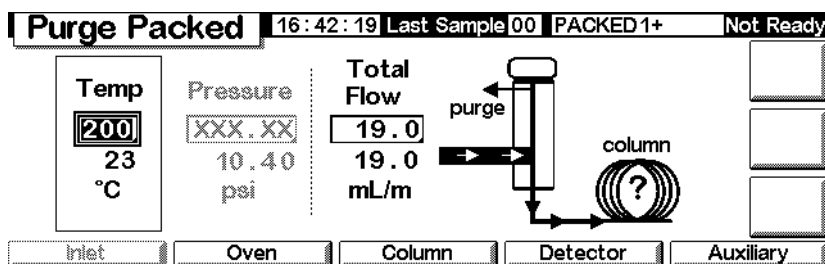 Purge Packed 16:42:19 Last Sample 00 PACKED1+ Not Ready
Temp
200
23
°C
Pressure
XXX.XX
10.40
psi
Total
Flow
19.0
19.0
mL/m
purge
column
?
Inlet Oven Column Detector Auxiliary